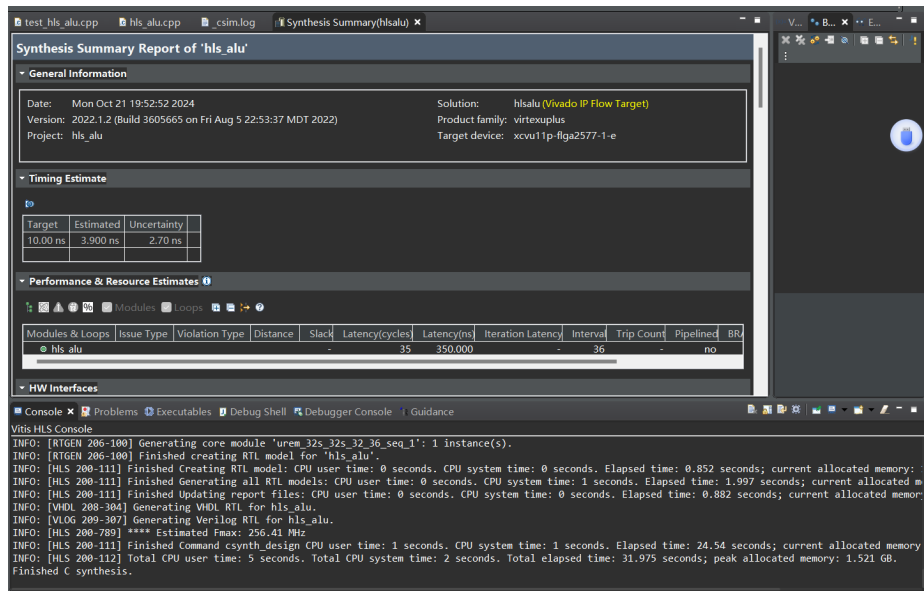 test_hls_alu.cpp hls_alu.cpp _csim.log Synthesis Summary(hlsalu) V... B... E...
Synthesis Summary Report of 'hls_alu'
General Information
Date: Mon Oct 21 19:52:52 2024 Solution: hlsalu (Vivado IP Flow Target)
Version: 2022.1.2 (Build 3605665 on Fri Aug 5 22:53:37 MDT 2022) Product family: virtexuplus
Project: hls_alu Target device: xcvu11p-flga2577-1-e
Timing Estimate
Target Estimated Uncertainty
10.00 ns 3.900 ns 2.70 ns
Performance & Resource Estimates
% Modules Loops
Modules & Loops Issue Type Violation Type Distance Slack Latency(cycles) Latency(ns) Iteration Latency Interval Trip Count Pipelined BRA
hls_alu - 35 350.000 - 36 - no
HW Interfaces
Console Problems Executables Debug Shell Debugger Console Guidance
Vitis HLS Console
INFO: [RTGEN 206-100] Generating core module 'urem_32s_32s_32_36_seq_1': 1 instance(s).
INFO: [RTGEN 206-100] Finished creating RTL model for 'hls_alu'.
INFO: [HLS 200-111] Finished Creating RTL model: CPU user time: 0 seconds. CPU system time: 0 seconds. Elapsed time: 0.852 seconds; current allocated memory:
INFO: [HLS 200-111] Finished Generating all RTL models: CPU user time: 0 seconds. CPU system time: 1 seconds. Elapsed time: 1.997 seconds; current allocated m
INFO: [HLS 200-111] Finished Updating report files: CPU user time: 0 seconds. CPU system time: 0 seconds. Elapsed time: 0.882 seconds; current allocated memor
INFO: [VHDL 208-304] Generating VHDL RTL for hls_alu.
INFO: [VLOG 209-307] Generating Verilog RTL for hls_alu.
INFO: [HLS 200-789] **** Estimated Fmax: 256.41 MHz
INFO: [HLS 200-111] Finished Command csynth_design CPU user time: 1 seconds. CPU system time: 1 seconds. Elapsed time: 24.54 seconds; current allocated memory
INFO: [HLS 200-112] Total CPU user time: 5 seconds. Total CPU system time: 2 seconds. Total elapsed time: 31.975 seconds; peak allocated memory: 1.521 GB.
Finished C synthesis.